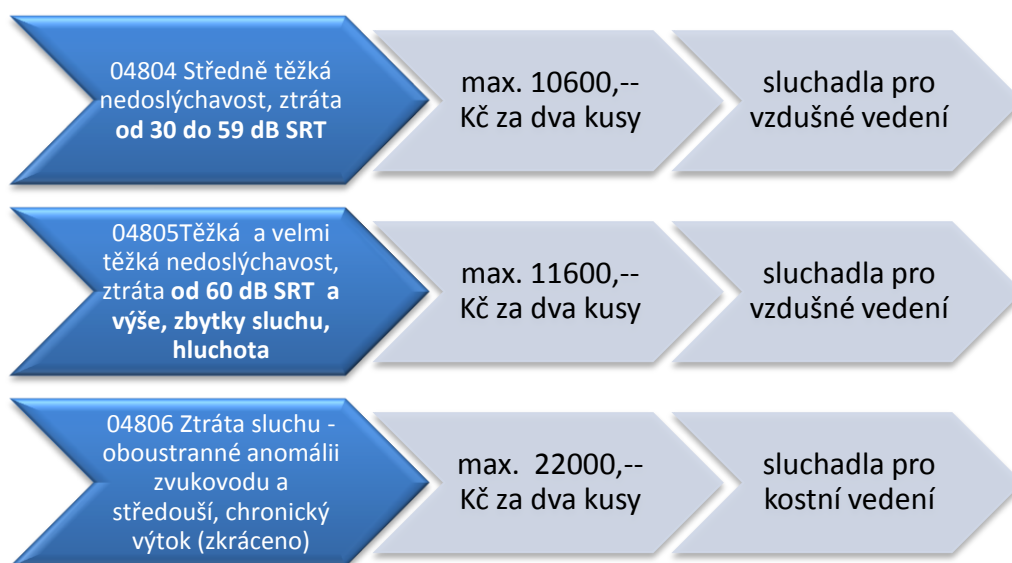 04804 Středně těžká
nedoslýchavost, ztráta
od 30 do 59 dB SRT
max. 10600,--
Kč za dva kusy
sluchadla pro
vzdušné vedení
04805Těžká a velmi
těžká nedoslýchavost,
ztráta od 60 dB SRT a
výše, zbytky sluchu,
hluchota
max. 11600,--
Kč za dva kusy
sluchadla pro
vzdušné vedení
04806 Ztráta sluchu -
oboustranné anomálii
zvukovodu a
středouší, chronický
výtok (zkráceno)
max. 22000,--
Kč za dva kusy
sluchadla pro
kostní vedení